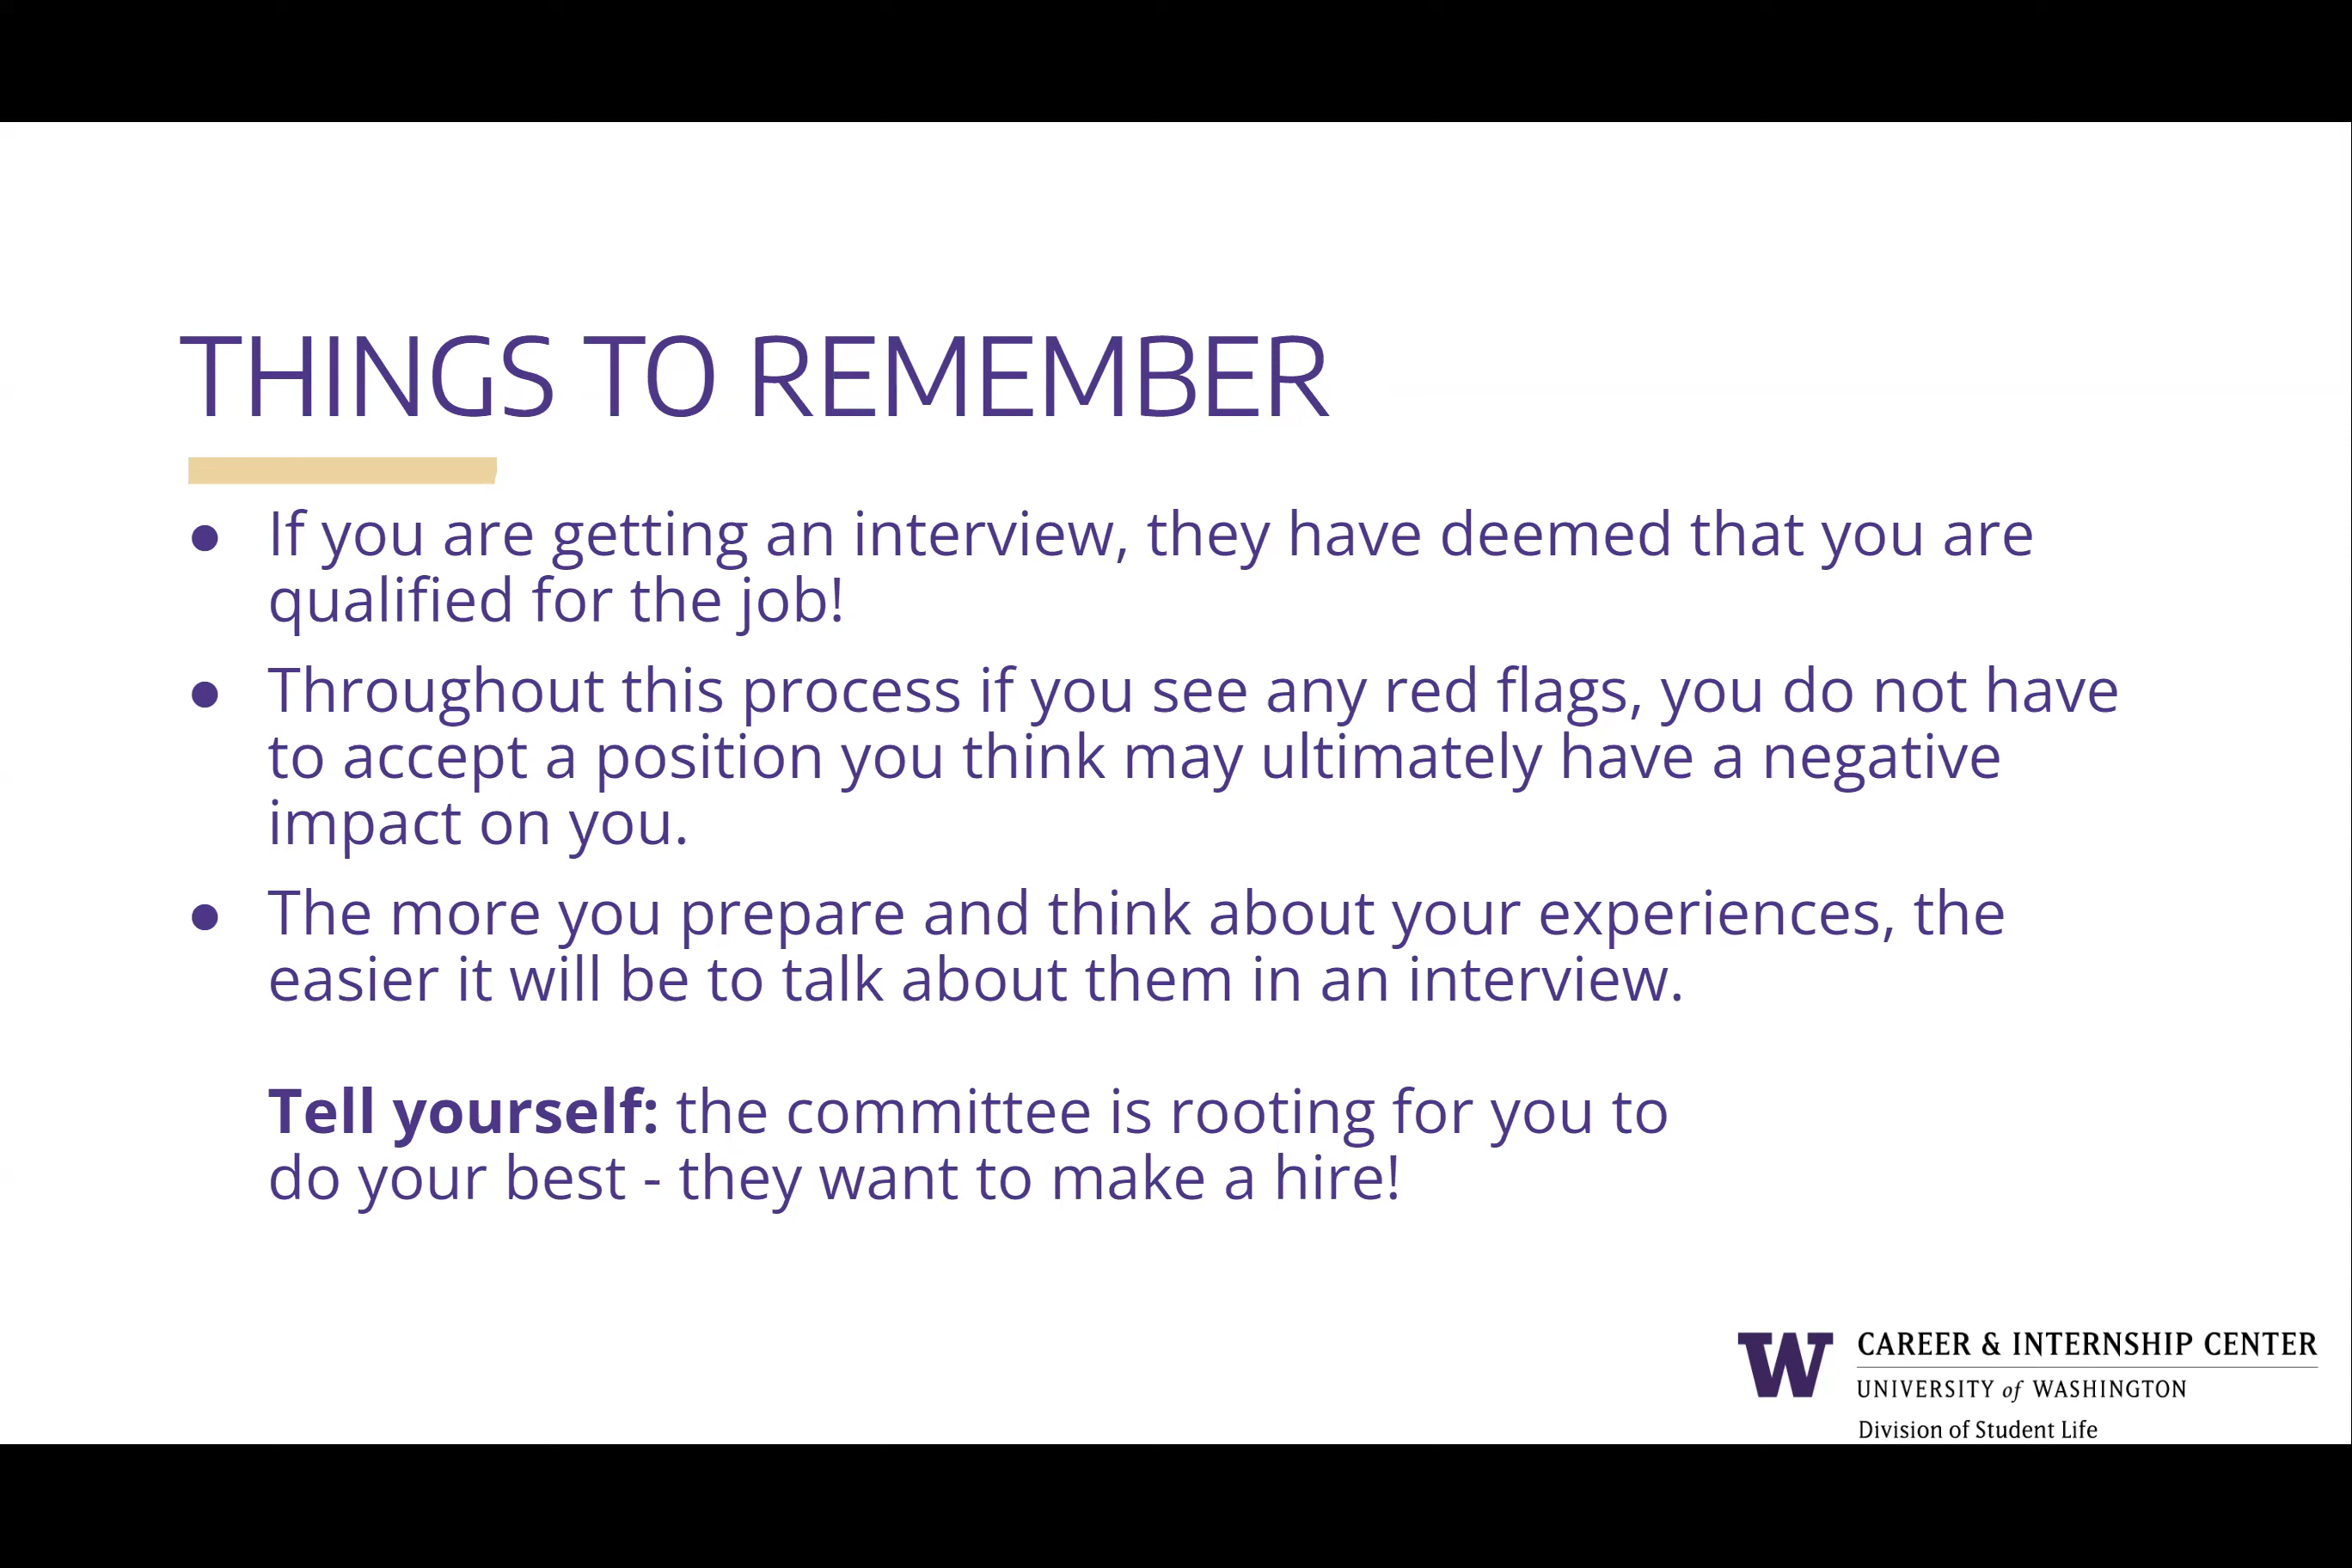 THINGS TO REMEMBER
● If you are getting an interview, they have deemed that you are
qualified for the job!
● Throughout this process if you see any red flags, you do not have
to accept a position you think may ultimately have a negative
impact on you.
● The more you prepare and think about your experiences, the
easier it will be to talk about them in an interview.
Tell yourself: the committee is rooting for you to
do your best - they want to make a hire!
W
CAREER & INTERNSHIP CENTER
UNIVERSITY of WASHINGTON
Division of Student Life